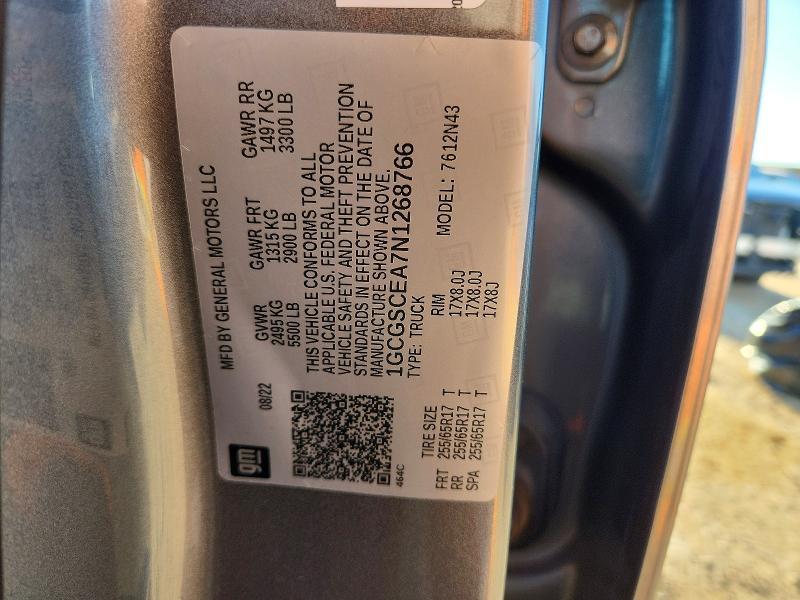 gm
08/22
MFD BY GENERAL MOTORS LLC
GVWR GAWR FRT GAWR RR
2495 KG 1315 KG 1497 KG
5500 LB 2900 LB 3300 LB
THIS VEHICLE CONFORMS TO ALL
APPLICABLE U.S. FEDERAL MOTOR
VEHICLE SAFETY AND THEFT PREVENTION
STANDARDS IN EFFECT ON THE DATE OF
MANUFACTURE SHOWN ABOVE.
1GCGSCEA7N1268766
464C
TYPE: TRUCK MODEL: 7612N43
TIRE SIZE RIM
FRT 255/65R17 T 17X8.0J
RR 255/65R17 T 17X8.0J
SPA 255/65R17 T 17X8J